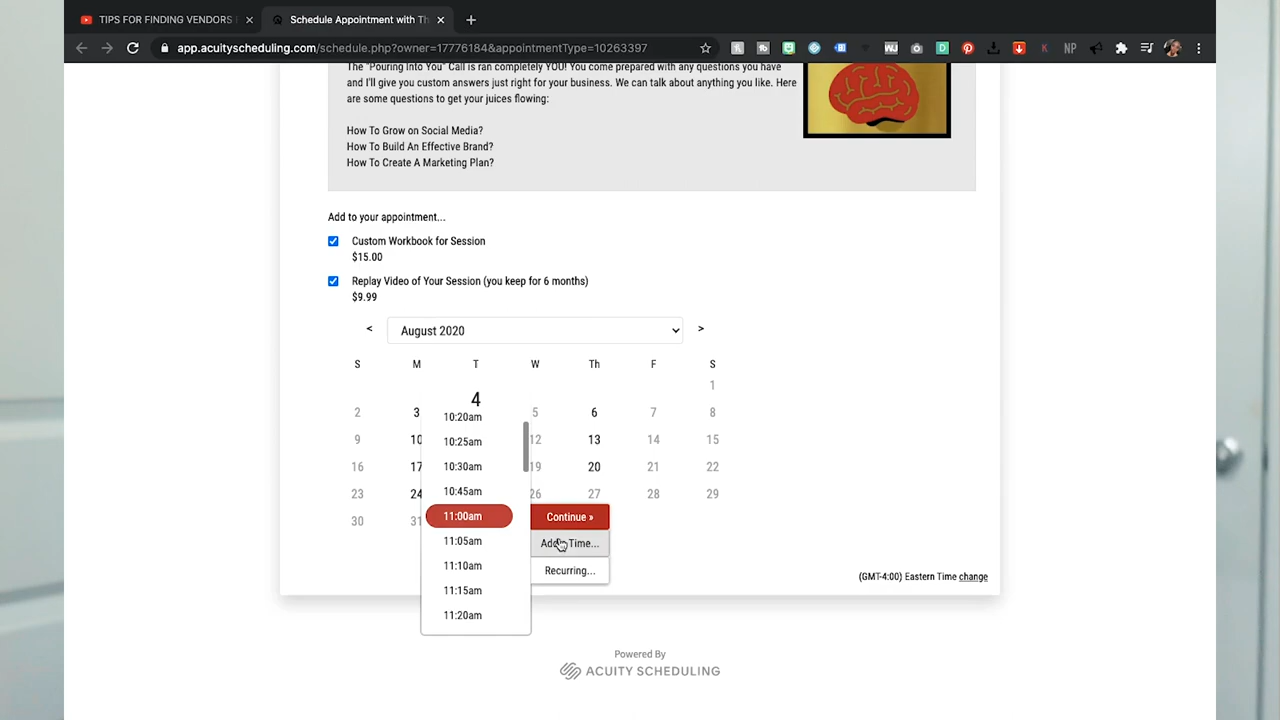 TIPS FOR FINDING VENDORS
Schedule Appointment with Th
app.acuityscheduling.com/schedule.php?owner=17776184&appointmentType=10263397
The "Pouring Into You" Call is ran completely YOU! You come prepared with any questions you have
and I'll give you custom answers just right for your business. We can talk about anything you like. Here
are some questions to get your juices flowing:
How To Grow on Social Media?
How To Build An Effective Brand?
How To Create A Marketing Plan?
Add to your appointment...
Custom Workbook for Session
$15.00
Replay Video of Your Session (you keep for 6 months)
$9.99
< August 2020 >
S M T W Th F S
1
2 3 4 5 6 7 8
9 10 12 13 14 15
16 17 19 20 21 22
23 24 26 27 28 29
30 31
10:20am
10:25am
10:30am
10:45am
11:00am
11:05am
11:10am
11:15am
11:20am
Continue »
Time...
Recurring...
(GMT-4:00) Eastern Time change
Powered By
ACUITY SCHEDULING